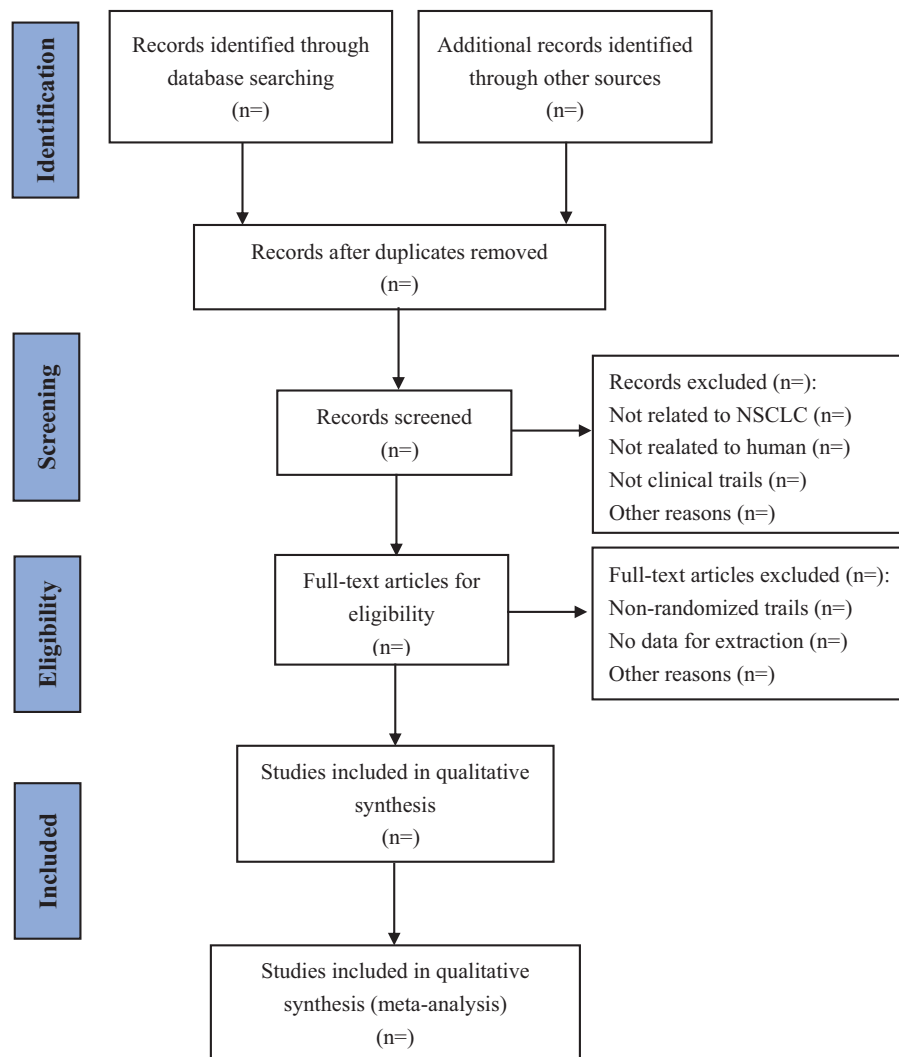 Identification
Records identified through
database searching
(n=)
Additional records identified
through other sources
(n=)
Records after duplicates removed
(n=)
Screening
Records screened
(n=)
Records excluded (n=):
Not related to NSCLC (n=)
Not realated to human (n=)
Not clinical trails (n=)
Other reasons (n=)
Eligibility
Full-text articles for
eligibility
(n=)
Full-text articles excluded (n=):
Non-randomized trails (n=)
No data for extraction (n=)
Other reasons (n=)
Included
Studies included in qualitative
synthesis
(n=)
Studies included in qualitative
synthesis (meta-analysis)
(n=)